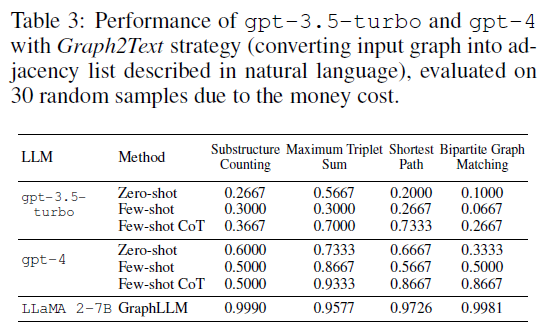 Table 3: Performance of gpt-3.5-turbo and gpt-4
with Graph2Text strategy (converting input graph into ad-
jacency list described in natural language), evaluated on
30 random samples due to the money cost.
LLM Method Substructure Counting Maximum Triplet Sum Shortest Path Bipartite Graph Matching
gpt-3.5-turbo Zero-shot 0.2667 0.5667 0.2000 0.1000
Few-shot 0.3000 0.3000 0.2667 0.0667
Few-shot CoT 0.3667 0.7000 0.7333 0.2667
gpt-4 Zero-shot 0.6000 0.7333 0.6667 0.3333
Few-shot 0.5000 0.8667 0.5667 0.5000
Few-shot CoT 0.5000 0.9333 0.8667 0.8667
LLaMA 2-7B GraphLLM 0.9990 0.9577 0.9726 0.9981